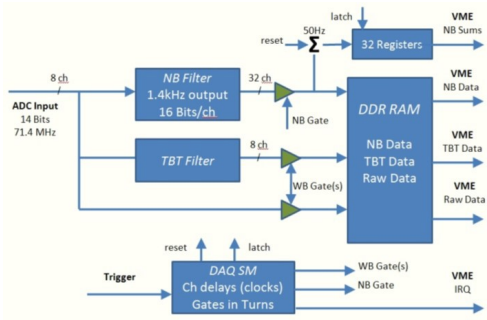 latch
VME
50Hz
reset
Σ
32 Registers
NB Sums
8 ch
NB Filter
1.4kHz output
16 Bits/ch
32 ch
VME
NB Data
ADC Input
14 Bits
71.4 MHz
NB Gate
DDR RAM
NB Data
TBT Data
Raw Data
TBT Filter
8 ch
VME
TBT Data
WB Gate(s)
VME
Raw Data
reset
latch
Trigger
DAQ SM
Ch delays (clocks)
Gates in Turns
WB Gate(s)
NB Gate
VME
IRQ